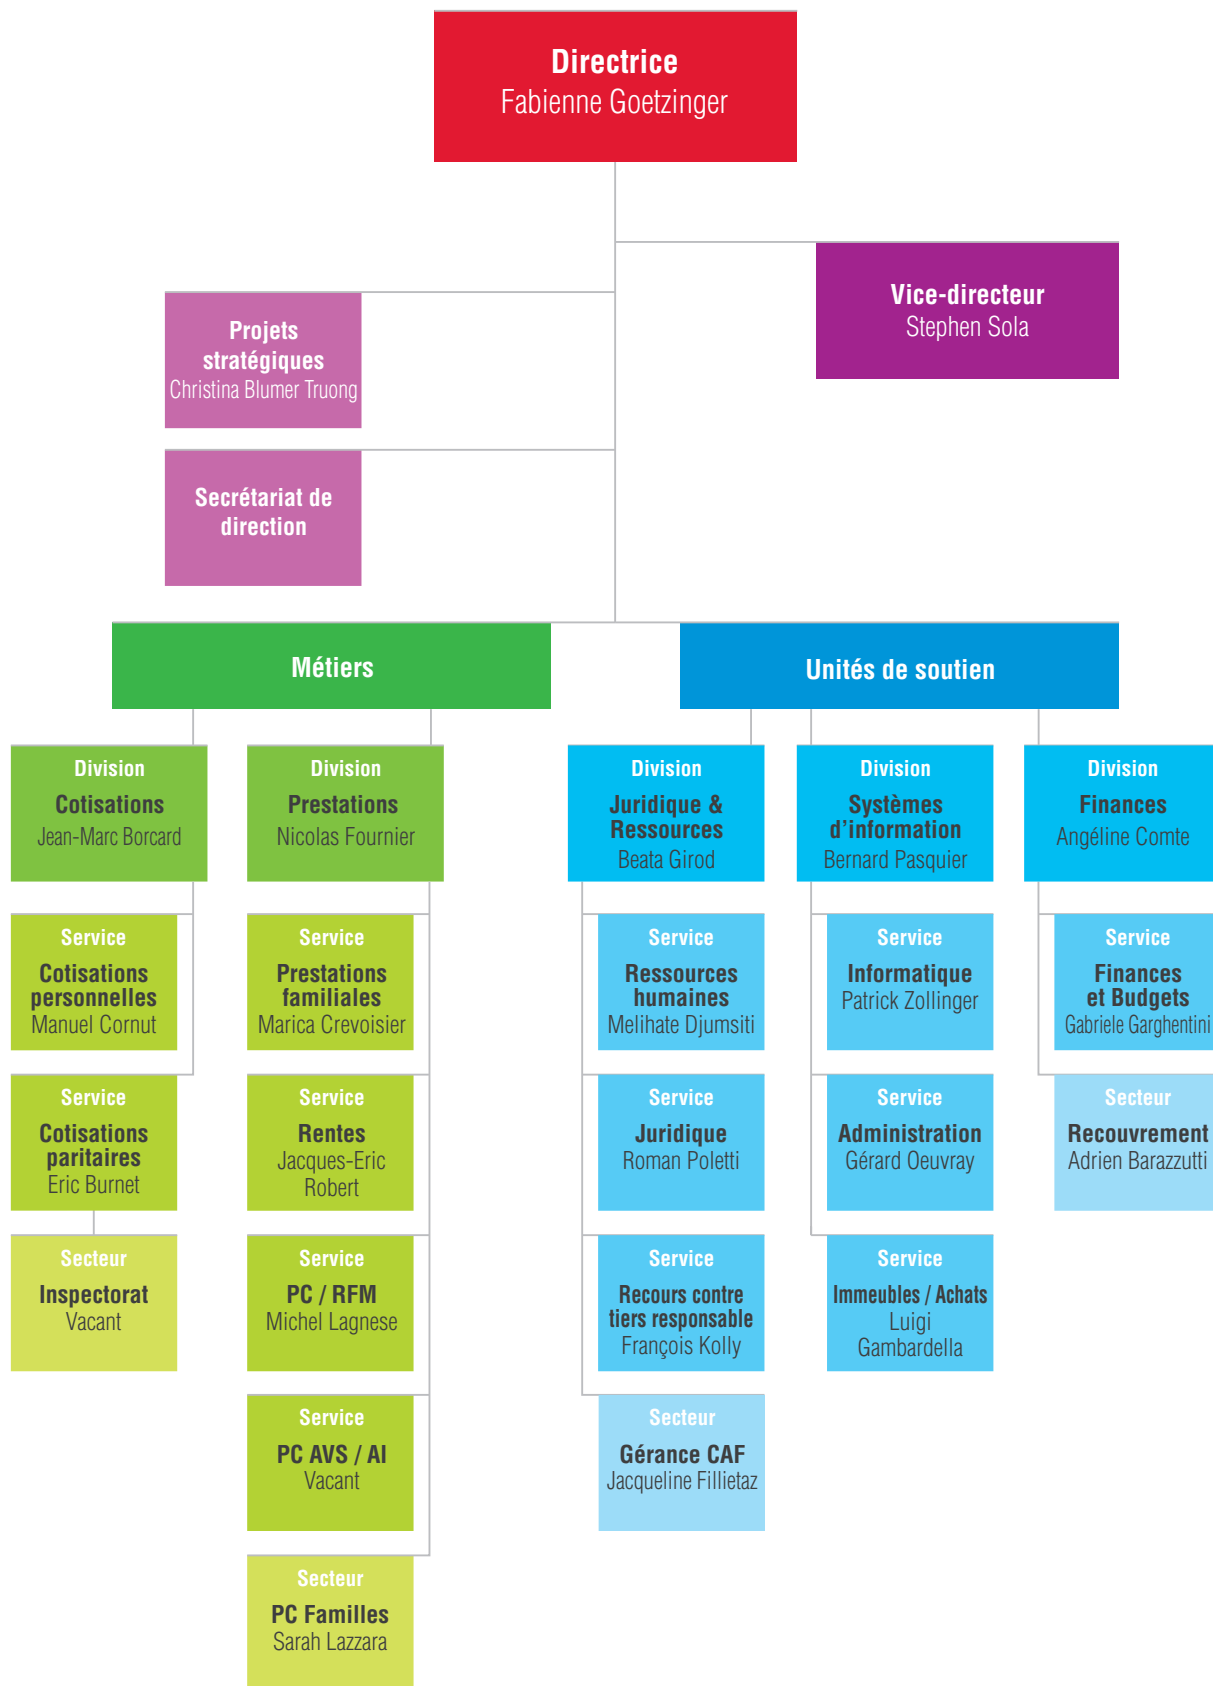 Directrice
Fabienne Goetzinger
Vice-directeur
Stephen Sola
Projets
stratégiques
Christina Blumer Truong
Secrétariat de
direction
Métiers
Unités de soutien
Division
Cotisations
Jean-Marc Borcard
Division
Prestations
Nicolas Fournier
Division
Juridique &
Ressources
Beata Girod
Division
Systèmes
d’information
Bernard Pasquier
Division
Finances
Angéline Comte
Service
Cotisations
personnelles
Manuel Cornut
Service
Prestations
familiales
Marica Crevoisier
Service
Ressources
humaines
Melihate Djumsiti
Service
Informatique
Patrick Zollinger
Service
Finances
et Budgets
Gabriele Garghentini
Service
Cotisations
paritaires
Eric Burnet
Service
Rentes
Jacques-Eric
Robert
Service
Juridique
Roman Poletti
Service
Administration
Gérard Oeuvray
Secteur
Recouvrement
Adrien Barazzutti
Secteur
Inspectorat
Vacant
Service
PC / RFM
Michel Lagnese
Service
Recours contre
tiers responsable
François Kolly
Service
Immeubles / Achats
Luigi
Gambardella
Service
PC AVS / AI
Vacant
Secteur
Gérance CAF
Jacqueline Fillietaz
Secteur
PC Familles
Sarah Lazzara